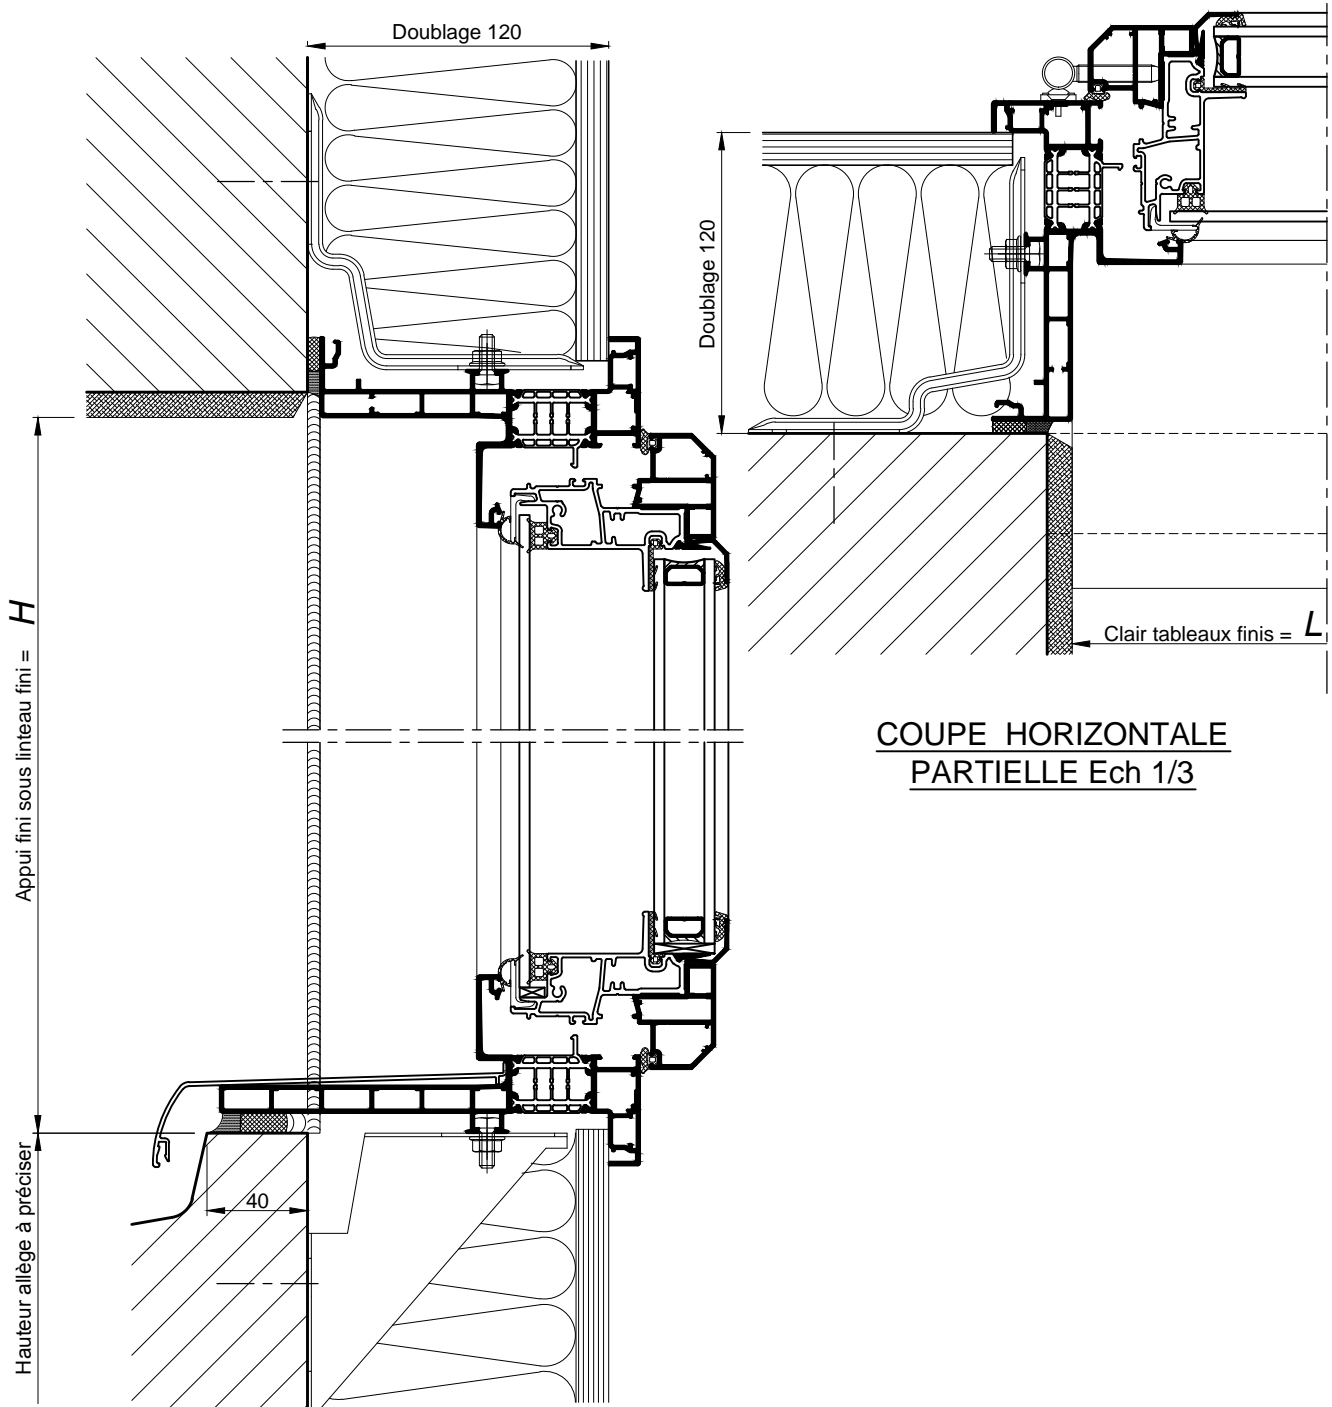 Doublage 120
Doublage 120
Appui fini sous linteau fini = H
Clair tableaux finis = L
COUPE HORIZONTALE
PARTIELLE Ech 1/3
Hauteur allège à préciser
40